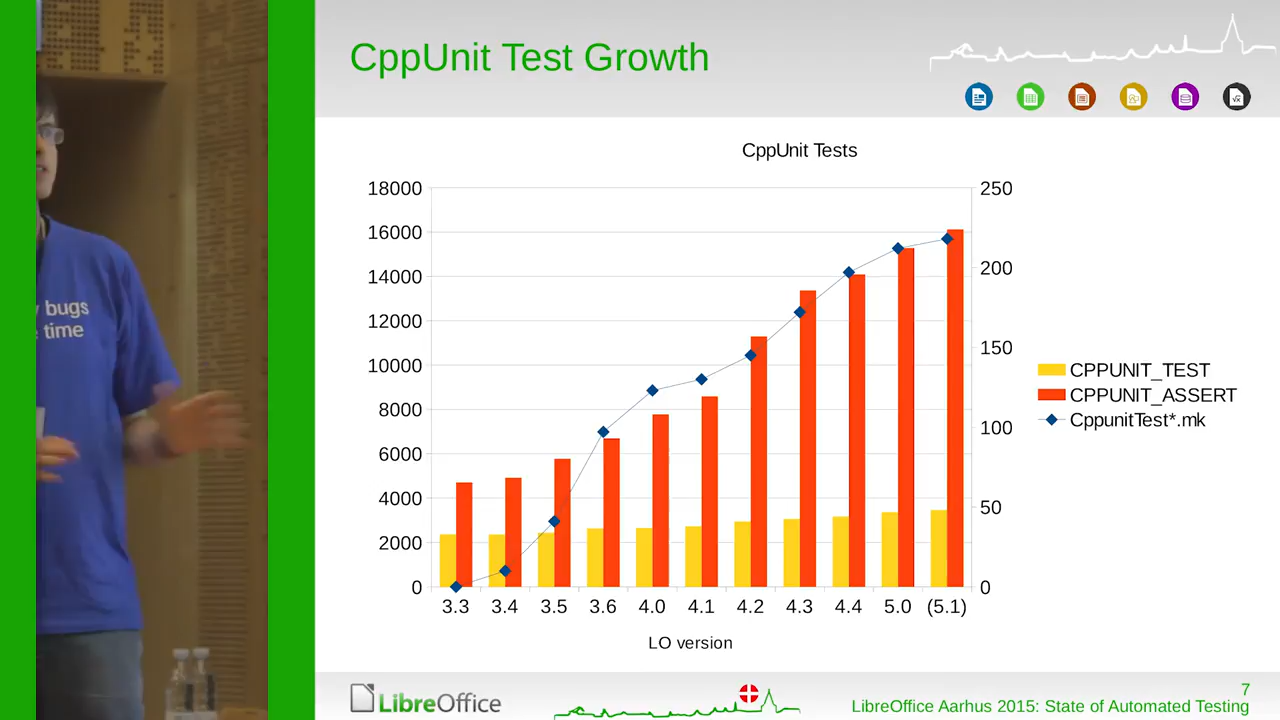 CppUnit Test Growth
CppUnit Tests
18000
16000
14000
12000
10000
8000
6000
4000
2000
0
250
200
150
100
50
0
3.3 3.4 3.5 3.6 4.0 4.1 4.2 4.3 4.4 5.0 (5.1)
LO version
CPPUNIT_TEST
CPPUNIT_ASSERT
CppunitTest*.mk
bugs
time
LibreOffice
7
LibreOffice Aarhus 2015: State of Automated Testing